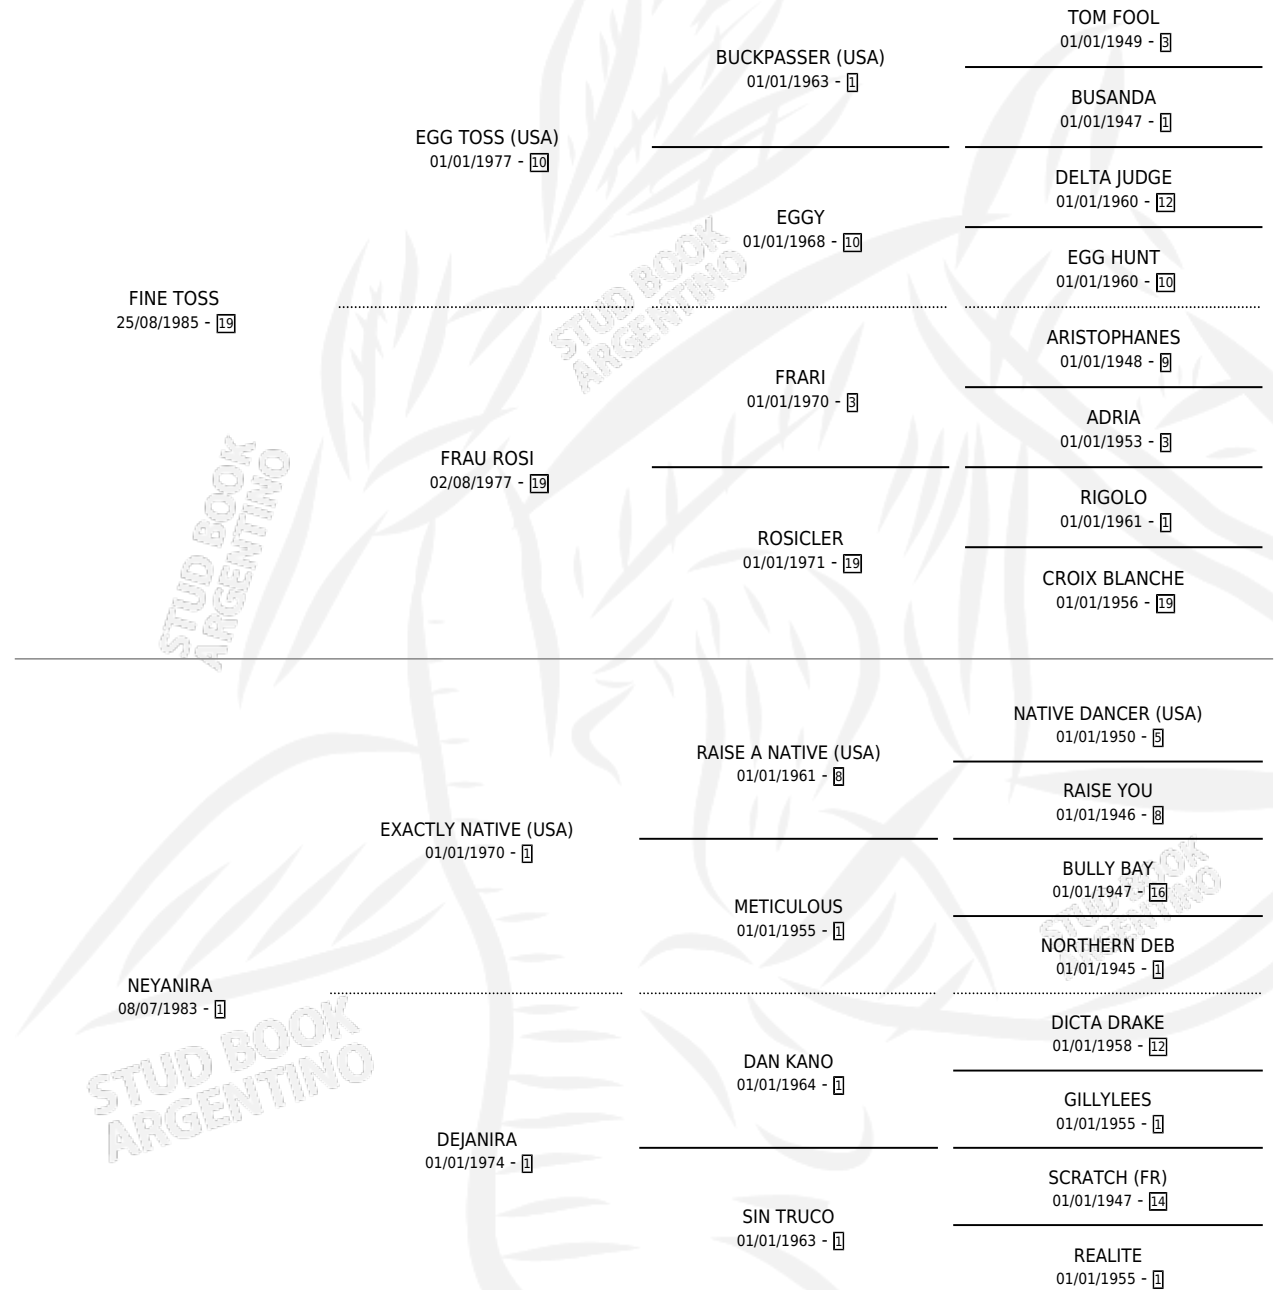 TOM FOOL
01/01/1949 - 3
BUCKPASSER (USA)
01/01/1963 - 1
BUSANDA
01/01/1947 - 1
EGG TOSS (USA)
01/01/1977 - 10
DELTA JUDGE
01/01/1960 - 12
EGGY
01/01/1968 - 10
EGG HUNT
01/01/1960 - 10
STUD BOOK
ARGENTINO
FINE TOSS
25/08/1985 - 19
ARISTOPHANES
01/01/1948 - 9
FRARI
01/01/1970 - 3
ADRIA
01/01/1953 - 3
FRAU ROSI
02/08/1977 - 19
RIGOLO
01/01/1961 - 1
ROSICLER
01/01/1971 - 19
CROIX BLANCHE
01/01/1956 - 19
STUD BOOK
ARGENTINO
NATIVE DANCER (USA)
01/01/1950 - 5
RAISE A NATIVE (USA)
01/01/1961 - 8
RAISE YOU
01/01/1946 - 8
EXACTLY NATIVE (USA)
01/01/1970 - 1
BULLY BAY
01/01/1947 - 16
METICULOUS
01/01/1955 - 1
NORTHERN DEB
01/01/1945 - 1
STUD BOOK
ARGENTINO
NEYANIRA
08/07/1983 - 1
DICTA DRAKE
01/01/1958 - 12
DAN KANO
01/01/1964 - 1
GILLYLEES
01/01/1955 - 1
STUD BOOK
ARGENTINO
DEJANIRA
01/01/1974 - 1
SCRATCH (FR)
01/01/1947 - 14
SIN TRUCO
01/01/1963 - 1
REALITE
01/01/1955 - 1